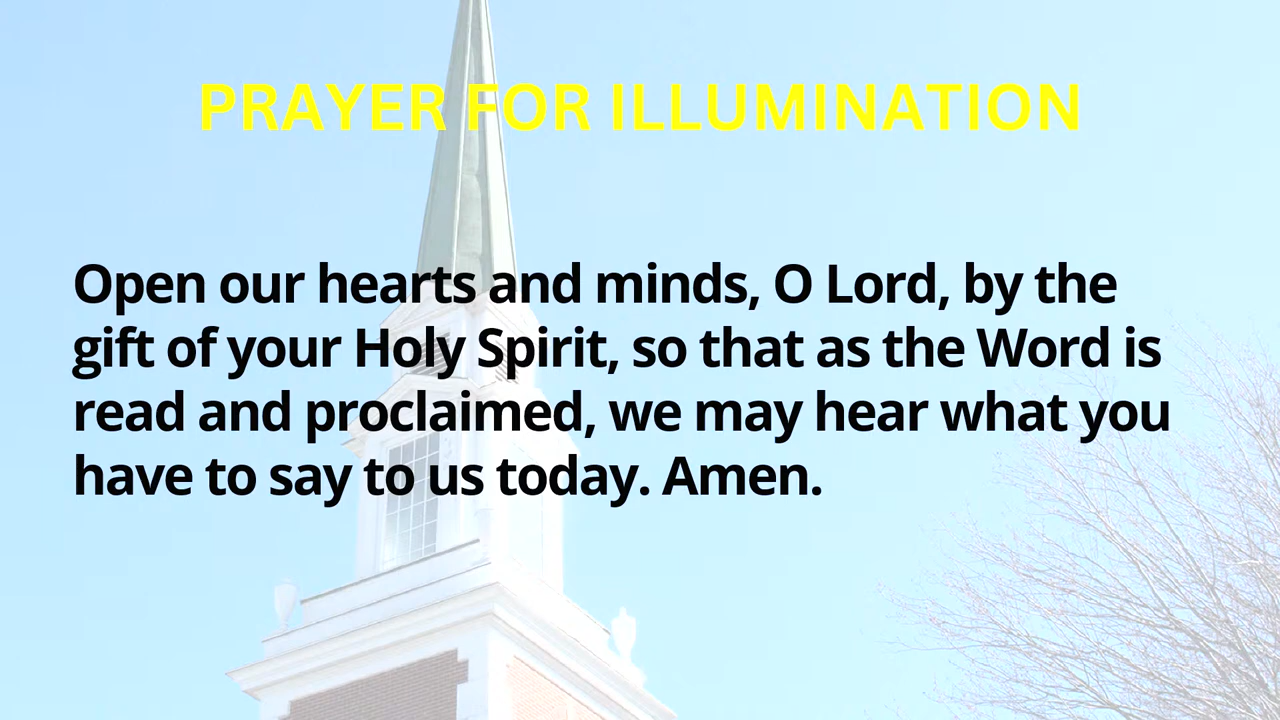 PRAYER FOR ILLUMINATION
Open our hearts and minds, O Lord, by the
gift of your Holy Spirit, so that as the Word is
read and proclaimed, we may hear what you
have to say to us today. Amen.